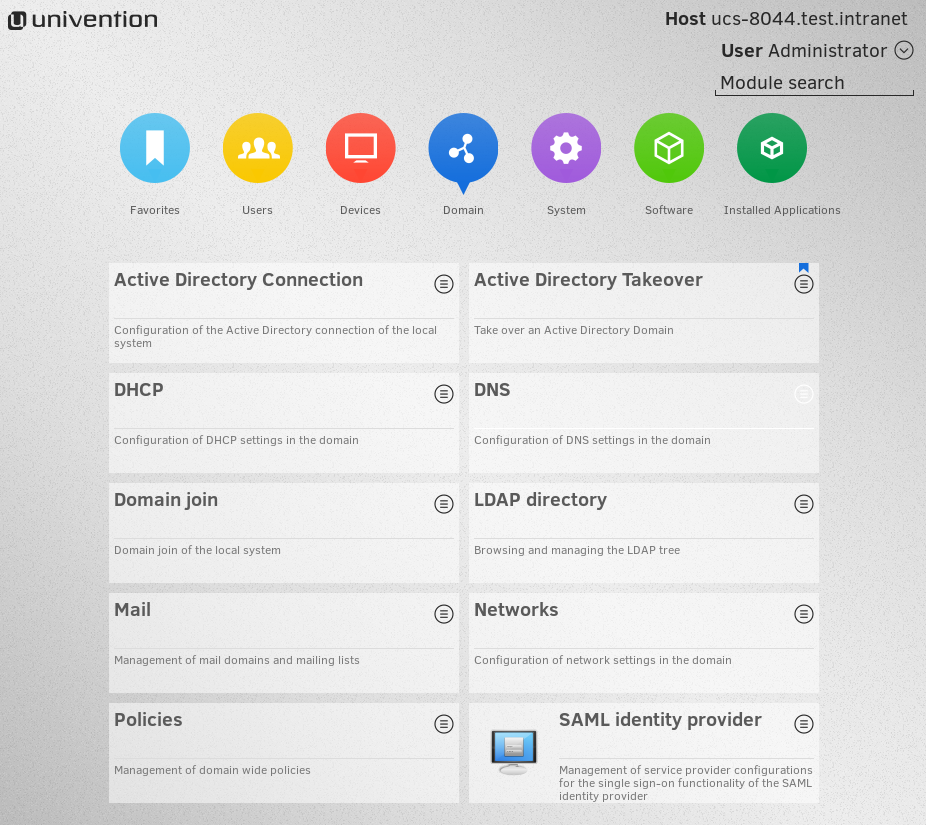 univention
Host ucs-8044.test.intranet
User Administrator
Module search
Favorites
Users
Devices
Domain
System
Software
Installed Applications
Active Directory Connection
Configuration of the Active Directory connection of the local
system
Active Directory Takeover
Take over an Active Directory Domain
DHCP
Configuration of DHCP settings in the domain
DNS
Configuration of DNS settings in the domain
Domain join
Domain join of the local system
LDAP directory
Browsing and managing the LDAP tree
Mail
Management of mail domains and mailing lists
Networks
Configuration of network settings in the domain
Policies
Management of domain wide policies
SAML identity provider
Management of service provider configurations
for the single sign-on functionality of the SAML
identity provider